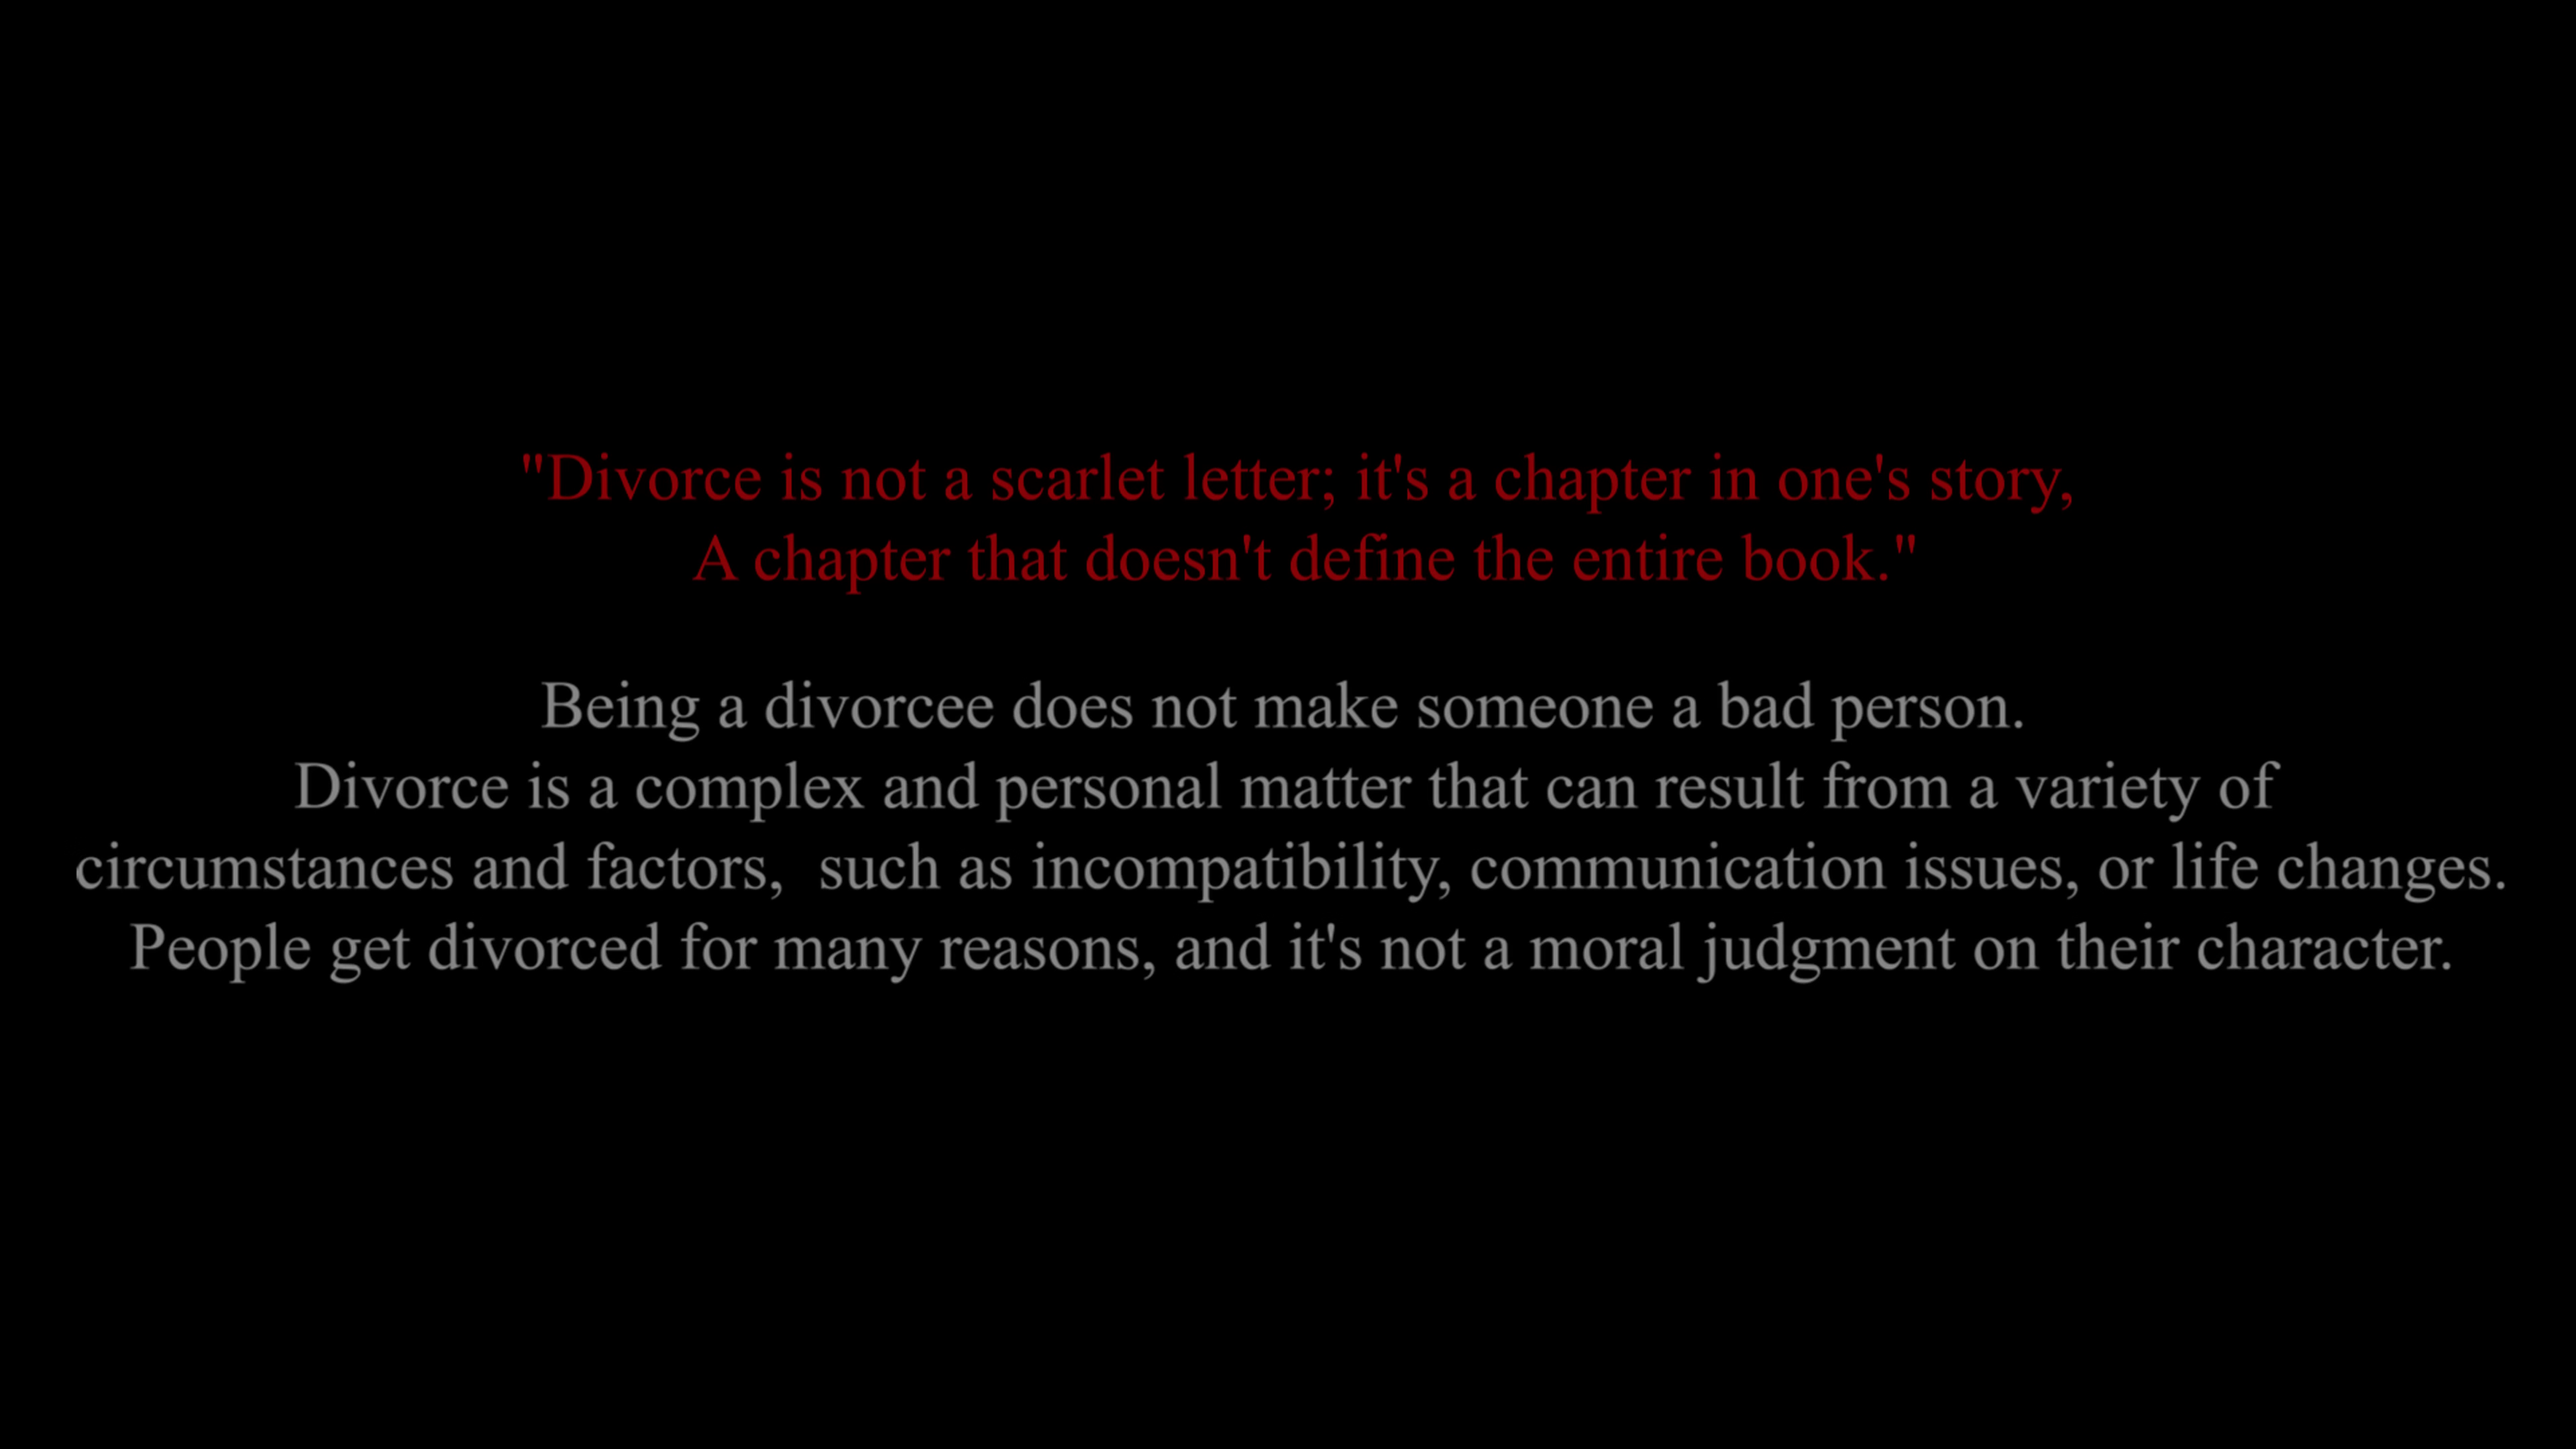 "Divorce is not a scarlet letter; it's a chapter in one's story,
A chapter that doesn't define the entire book."
Being a divorcee does not make someone a bad person.
Divorce is a complex and personal matter that can result from a variety of
circumstances and factors,  such as incompatibility, communication issues, or life changes.
People get divorced for many reasons, and it's not a moral judgment on their character.